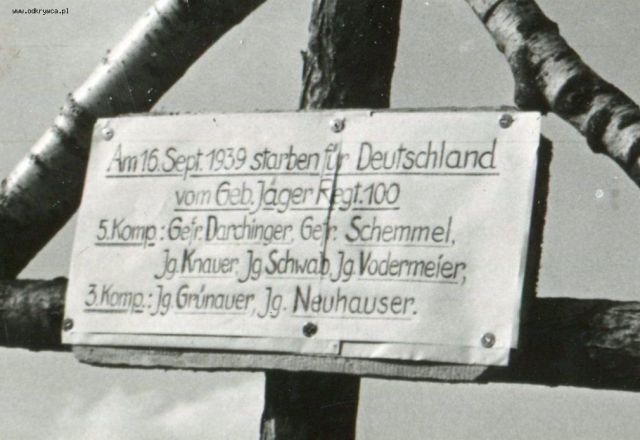 www.odkrywca.pl
Am 16. Sept. 1939 starben für Deutschland
vom Geb. Jäger Regt. 100
5. Komp.: Gefr. Darchinger, Gefr. Schemmel,
Jg. Knauer, Jg Schwab, Jg. Vodermeier,
3. Komp.: Jg Grünauer, Jg. Neuhauser.